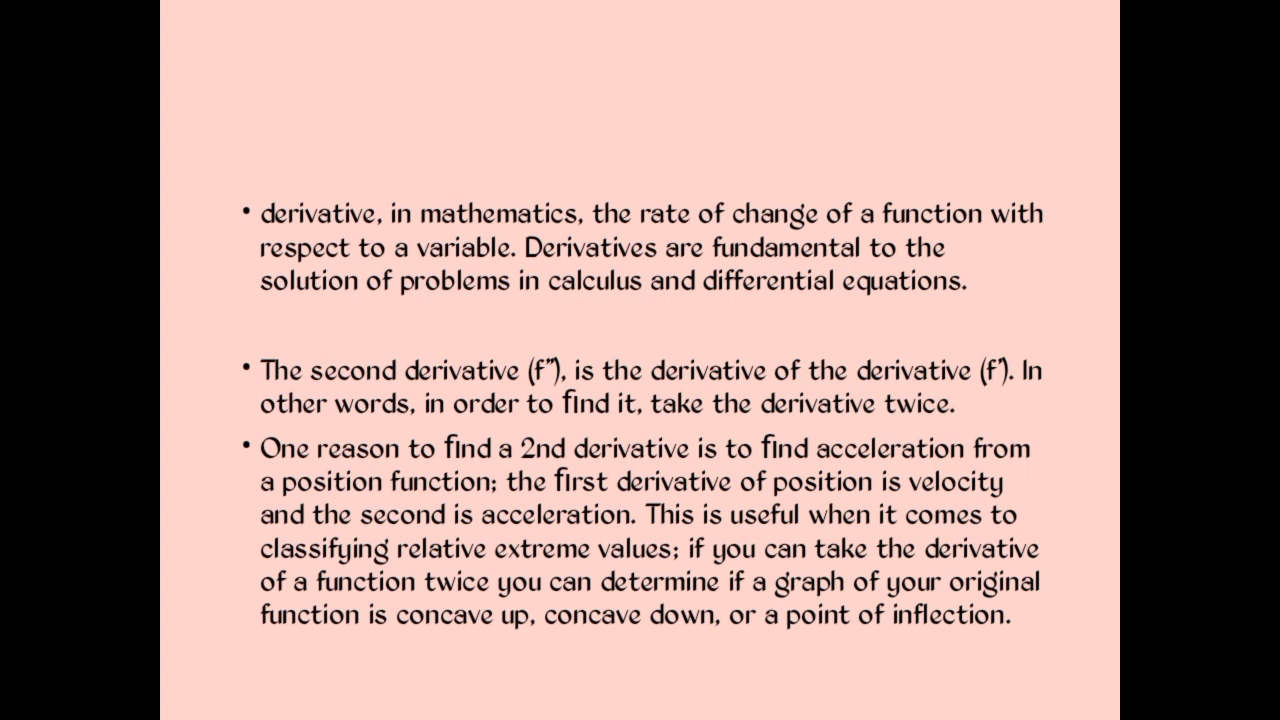 • derivative, in mathematics, the rate of change of a function with
respect to a variable. Derivatives are fundamental to the
solution of problems in calculus and differential equations.
• The second derivative (f”), is the derivative of the derivative (f’). In
other words, in order to find it, take the derivative twice.
• One reason to find a 2nd derivative is to find acceleration from
a position function; the first derivative of position is velocity
and the second is acceleration. This is useful when it comes to
classifying relative extreme values; if you can take the derivative
of a function twice you can determine if a graph of your original
function is concave up, concave down, or a point of inflection.